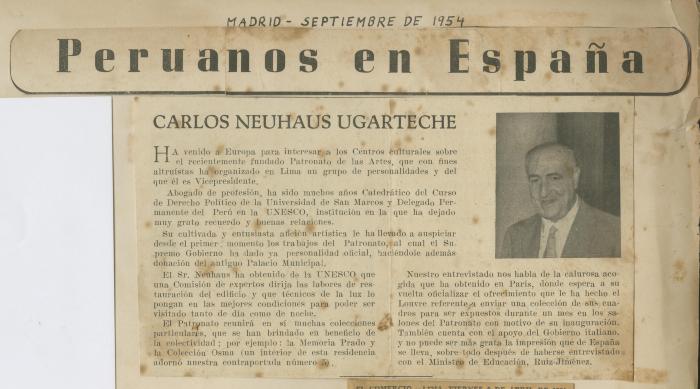 MADRID - SEPTIEMBRE DE 1954
Peruanos en España
CARLOS NEUHAUS UGARTECHE
HA venido a Europa para interesar a los Centros culturales sobre
el recientemente fundado Patronato de las Artes, que con fines
altruístas ha organizado en Lima un grupo de personalidades y del
que él es Vicepresidente.
Abogado de profesión, ha sido muchos años Catedrático del Curso
de Derecho Político de la Universidad de San Marcos y Delegado Per-
manente del Perú en la UNESCO, institución en la que ha dejado
muy grato recuerdo y buenas relaciones.
Su cultivada y entusiasta afición artística le ha llevado a auspiciar
desde el primer momento los trabajos del Patronato, al cual el Su-
premo Gobierno ha dado ya personalidad oficial, haciéndole además
donación del antiguo Palacio Municipal.
El Sr. Neuhaus ha obtenido de la UNESCO que
una Comisión de expertos dirija las labores de res-
tauración del edificio y que técnicos de la luz lo
pongan en las mejores condiciones para poder ser
visitado tanto de día como de noche.
El Patronato reunirá en sí muchas colecciones
particulares, que se han brindado en beneficio de
la colectividad; por ejemplo: la Memoria Prado y
la Colección Osma (un interior de esta residencia
adornó nuestra contraportada número 5).
Nuestro entrevistado nos habla de la calurosa aco-
gida que ha obtenido en París, donde espera a su
vuelta oficializar el ofrecimiento que le ha hecho el
Louvre referente a enviar una colección de sus cua-
dros para ser expuestos durante un mes en los sa-
lones del Patronato con motivo de su inauguración.
También cuenta con el apoyo del Gobierno italiano,
y no puede ser más grata la impresión que de España
se lleva, sobre todo después de haberse entrevistado
con el Ministro de Educación, Ruiz-Jiménez.
EL COMERCIO - LIMA, VIERNES